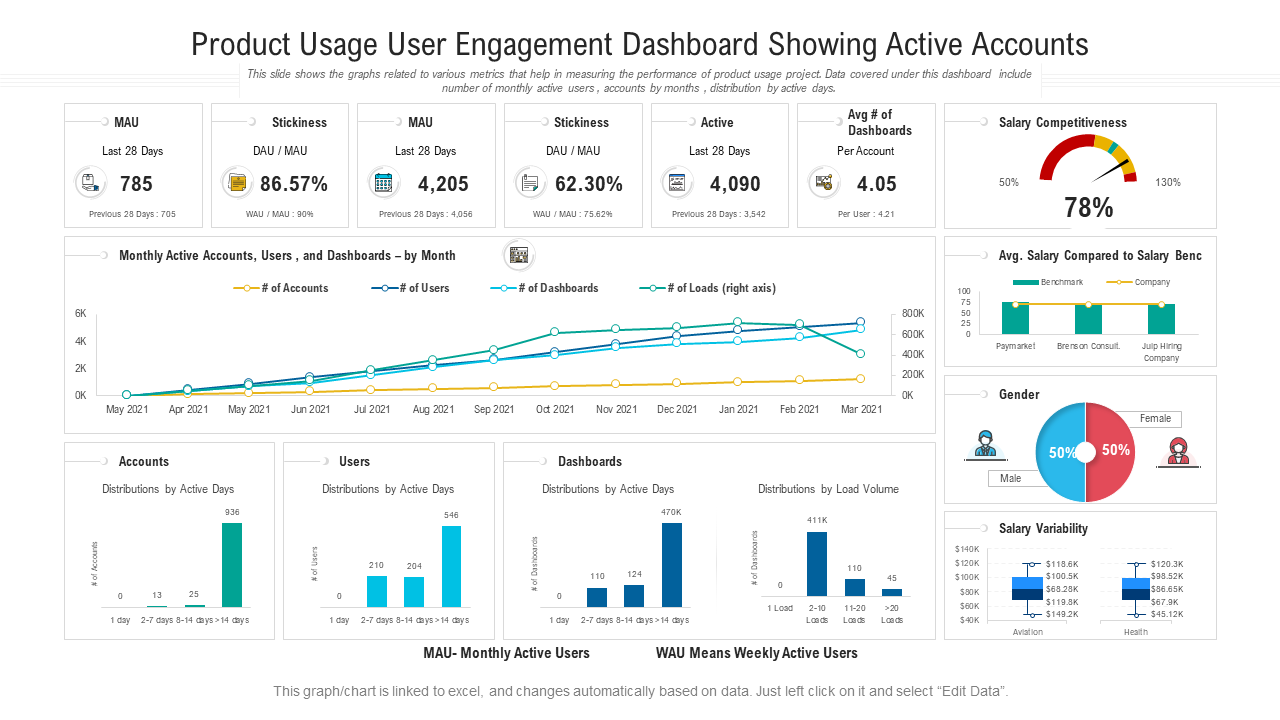 Product Usage User Engagement Dashboard Showing Active Accounts
This slide shows the graphs related to various metrics that help in measuring the performance of product usage project. Data covered under this dashboard include
number of monthly active users , accounts by months , distribution by active days.
MAU
Last 28 Days
785
Previous 28 Days : 705
Stickiness
DAU / MAU
86.57%
WAU / MAU : 90%
MAU
Last 28 Days
4,205
Previous 28 Days : 4,056
Stickiness
DAU / MAU
62.30%
WAU / MAU : 75.62%
Active
Last 28 Days
4,090
Previous 28 Days : 3,542
Avg # of
Dashboards
Per Account
4.05
Per User : 4.21
Salary Competitiveness
50%
130%
78%
Monthly Active Accounts, Users , and Dashboards – by Month
# of Accounts
# of Users
# of Dashboards
# of Loads (right axis)
6K
4K
2K
0K
800K
600K
400K
200K
0K
May 2021 Apr 2021 May 2021 Jun 2021 Jul 2021 Aug 2021 Sep 2021 Oct 2021 Nov 2021 Dec 2021 Jan 2021 Feb 2021 Mar 2021
Avg. Salary Compared to Salary Benc
Benchmark
Company
100
75
50
25
0
Paymarket
Brenson Consult.
Julp Hiring
Company
Gender
Female
50%
50%
Male
Accounts
Distributions by Active Days
# of Accounts
0
13
25
936
1 day 2-7 days 8-14 days >14 days
Users
Distributions by Active Days
# of Users
0
210
204
546
1 day 2-7 days 8-14 days >14 days
Dashboards
Distributions by Active Days
# of Dashboards
0
110
124
470K
1 day 2-7 days 8-14 days >14 days
Distributions by Load Volume
# of Dashboards
0
411K
110
45
1 Load 2-10 11-20 >20
Loads Loads Loads
Salary Variability
$140K
$120K
$100K
$80K
$60K
$40K
$118.6K
$100.5K
$68.28K
$119.8K
$149.2K
Aviation
$120.3K
$98.52K
$86.65K
$67.9K
$45.12K
Health
MAU- Monthly Active Users
WAU Means Weekly Active Users
This graph/chart is linked to excel, and changes automatically based on data. Just left click on it and select “Edit Data”.